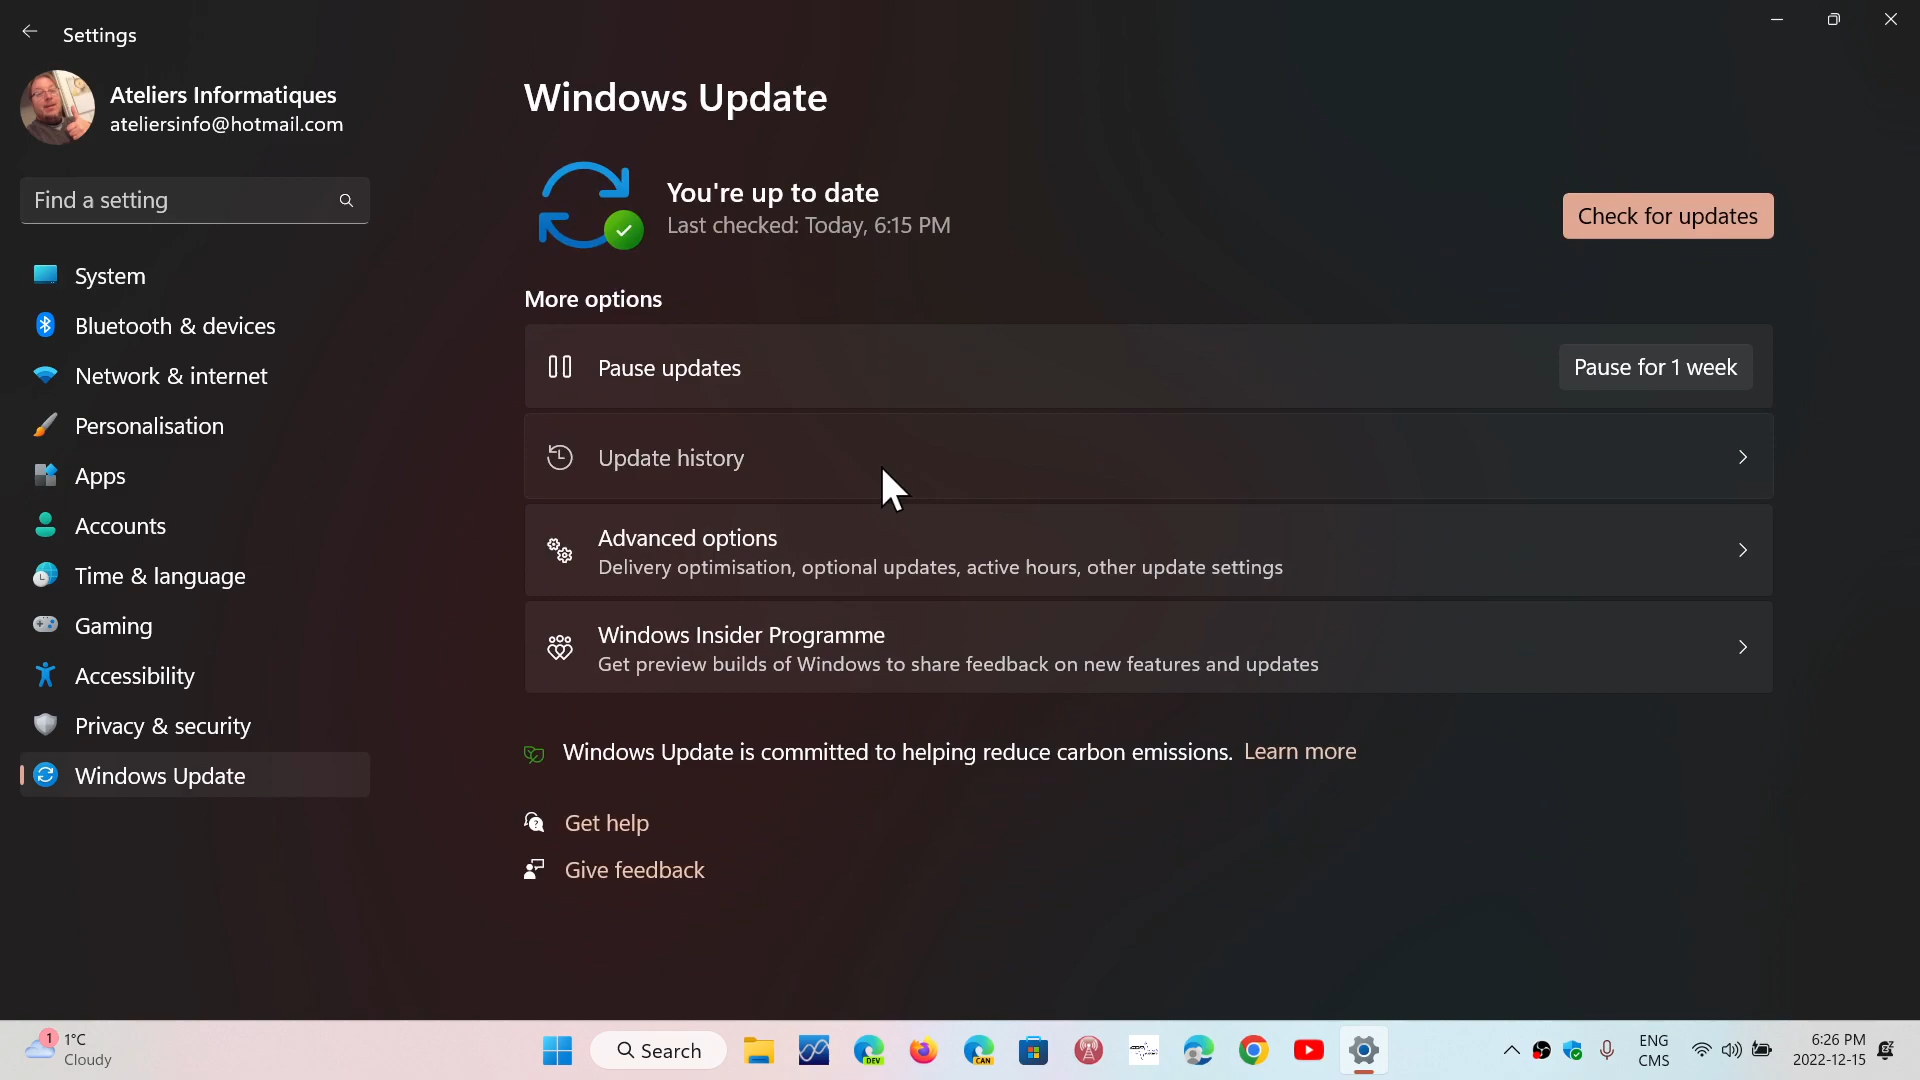 Settings
Ateliers Informatiques
ateliersinfo@hotmail.com
Find a setting
System
Bluetooth & devices
Network & internet
Personalisation
Apps
Accounts
Time & language
Gaming
Accessibility
Privacy & security
Windows Update
Windows Update
You're up to date
Last checked: Today, 6:15 PM
Check for updates
More options
Pause updates
Pause for 1 week
Update history
Advanced options
Delivery optimisation, optional updates, active hours, other update settings
Windows Insider Programme
Get preview builds of Windows to share feedback on new features and updates
Windows Update is committed to helping reduce carbon emissions. Learn more
Get help
Give feedback
1
1°C
Cloudy
Search
DEV
CAN
ENG
CMS
6:26 PM
2022-12-15